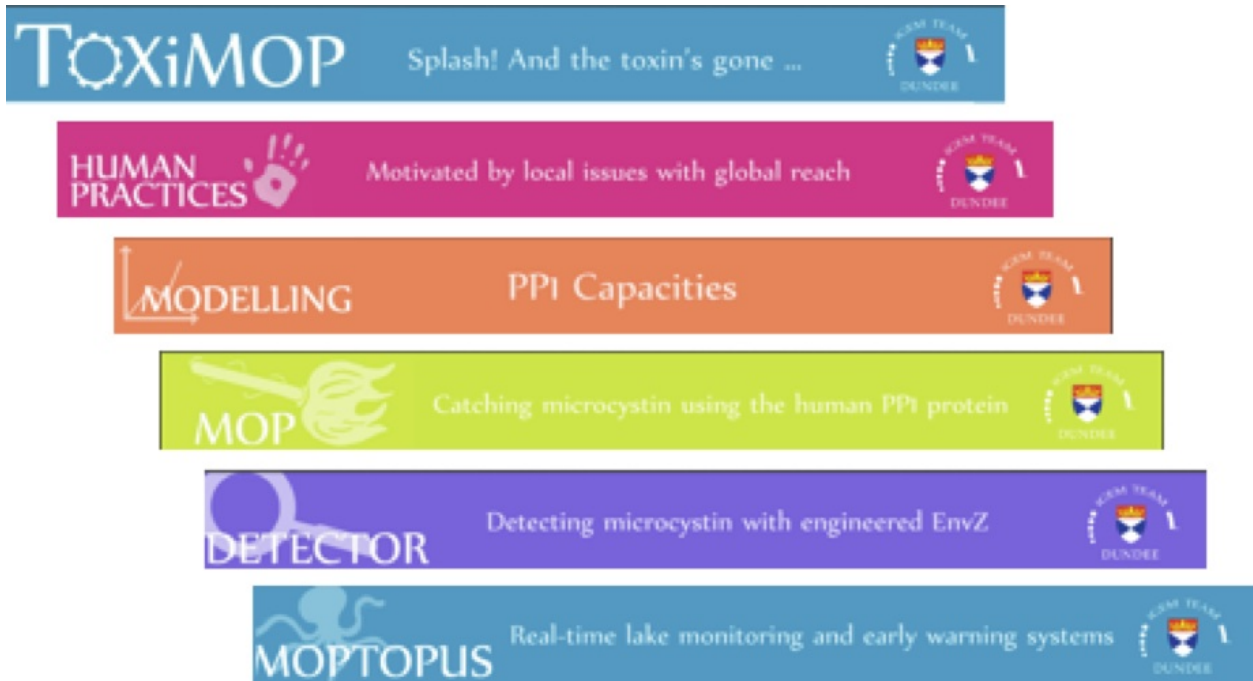 TOXiMOP Splash! And the toxin's gone ... IGEM TEAM DUNDEE
HUMAN PRACTICES Motivated by local issues with global reach IGEM TEAM DUNDEE
MODELLING PP1 Capacities IGEM TEAM DUNDEE
MOP Catching microcystin using the human PP1 protein IGEM TEAM DUNDEE
DETECTOR Detecting microcystin with engineered EnvZ IGEM TEAM DUNDEE
MOPTOPUS Real-time lake monitoring and early warning systems IGEM TEAM DUNDEE